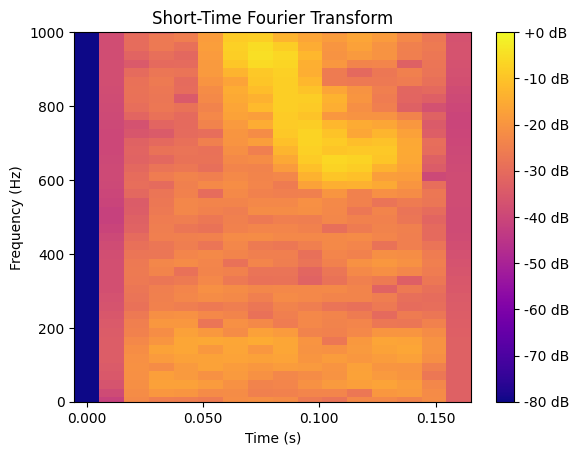 Short-Time Fourier Transform
1000
800
600
400
200
0
Frequency (Hz)
0.000
0.050
0.100
0.150
Time (s)
+0 dB
-10 dB
-20 dB
-30 dB
-40 dB
-50 dB
-60 dB
-70 dB
-80 dB